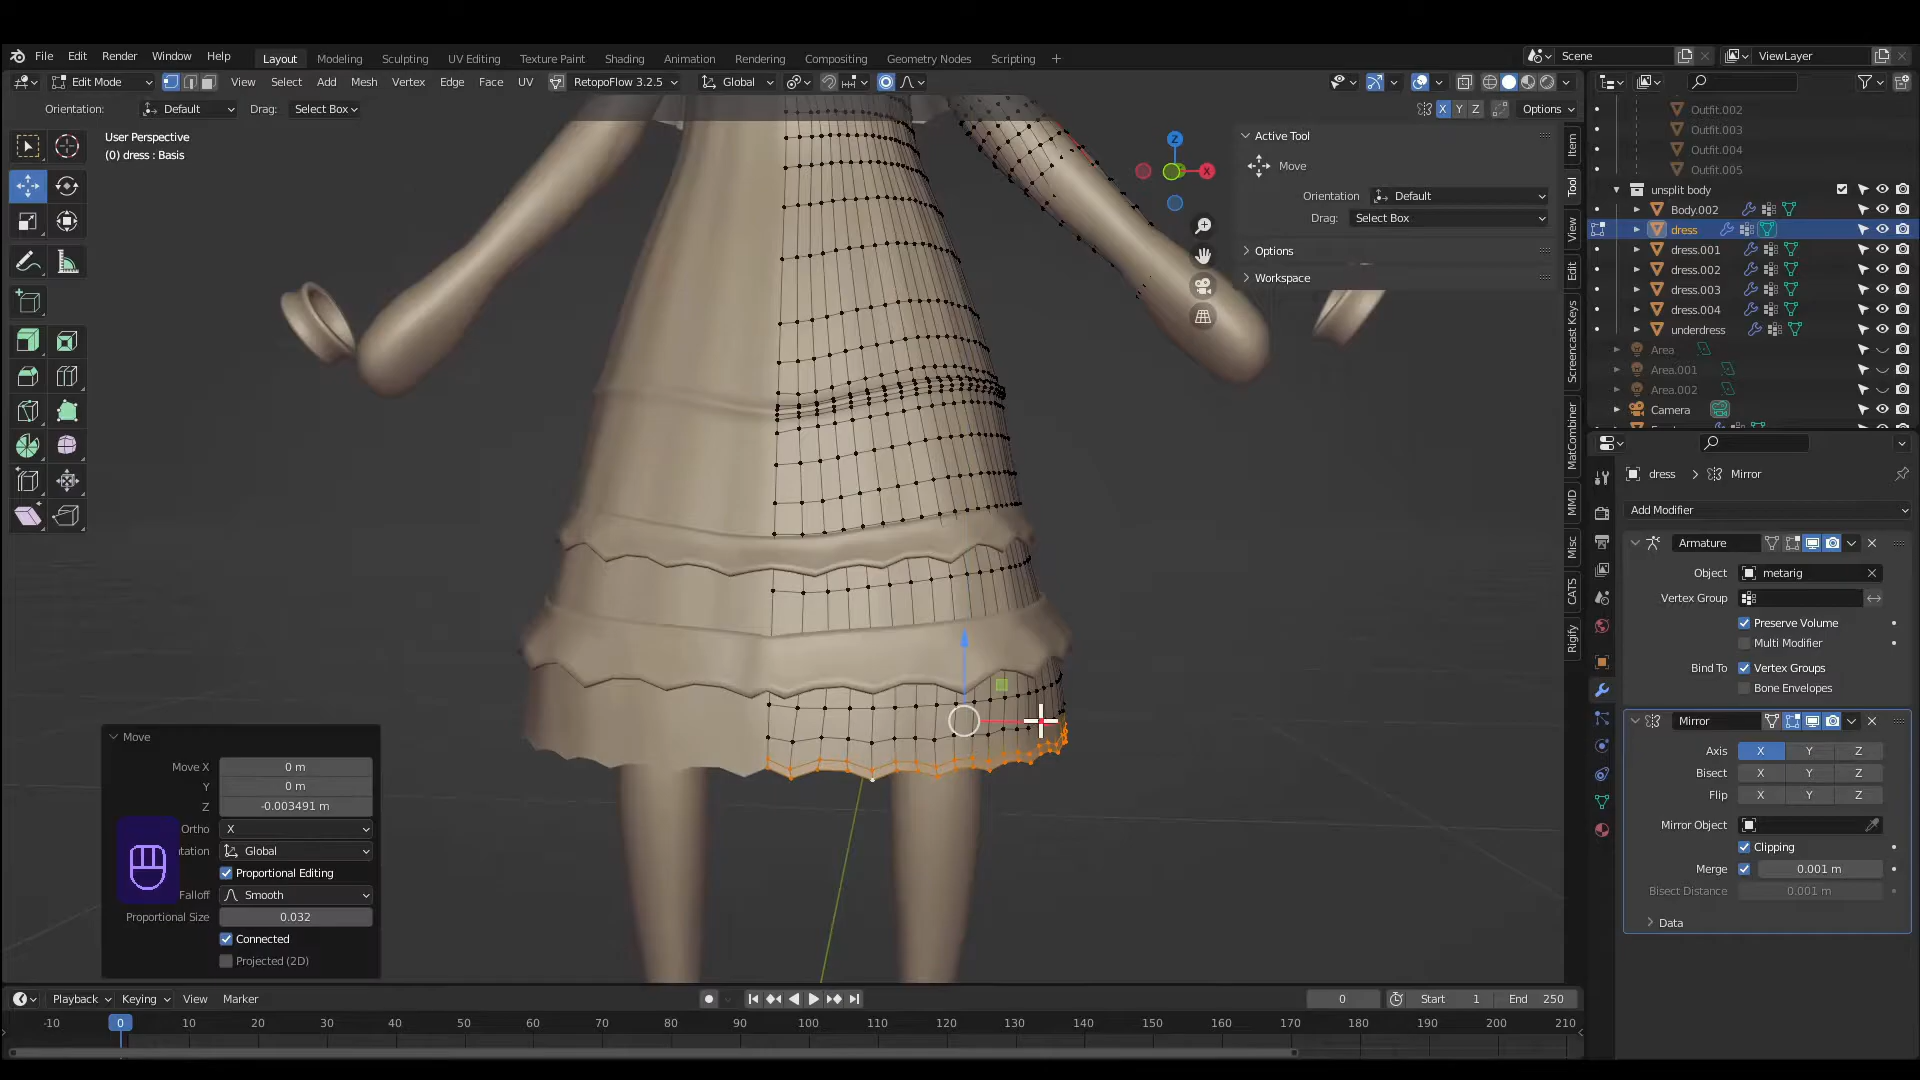 File Edit Render Window Help Layout Modeling Sculpting UV Editing Texture Paint Shading Animation Rendering Compositing Geometry Nodes Scripting + Scene ViewLayer
Edit Mode View Select Add Mesh Vertex Edge Face UV RetopoFlow 3.2.5 Global
Orientation: Default Drag: Select Box X Y Z Options
User Perspective
(0) dress : Basis
Z
X
Active Tool
Move
Orientation Default
Drag: Select Box
Options
Workspace
Item
Tool
View
Edit
Screencast Keys
MatCombiner
MMD
Misc
CATS
Rigify
Outfit.002
Outfit.003
Outfit.004
Outfit.005
unsplit body
Body.002
dress
dress.001
dress.002
dress.003
dress.004
underdress
Area
Area.001
Area.002
Camera
dress > Mirror
Add Modifier
Armature
Object metarig
Vertex Group
Preserve Volume
Multi Modifier
Bind To Vertex Groups
Bone Envelopes
Mirror
Axis X Y Z
Bisect X Y Z
Flip X Y Z
Mirror Object
Clipping
Merge 0.001 m
Bisect Distance 0.001 m
Data
Move
Move X 0 m
Y 0 m
Z -0.003491 m
Ortho X
Global
Proportional Editing
Falloff Smooth
Proportional Size 0.032
Connected
Projected (2D)
Playback Keying View Marker 0 Start 1 End 250
-10 0 10 20 30 40 50 60 70 80 90 100 110 120 130 140 150 160 170 180 190 200 210